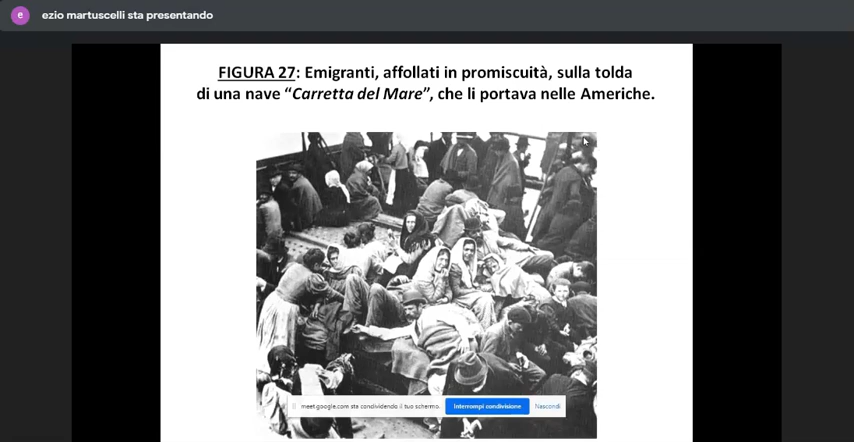 e
ezio martuscelli sta presentando
FIGURA 27: Emigranti, affollati in promiscuità, sulla tolda
di una nave “Carretta del Mare”, che li portava nelle Americhe.
meet.google.com sta condividendo il tuo schermo.
Interrompi condivisione
Nascondi